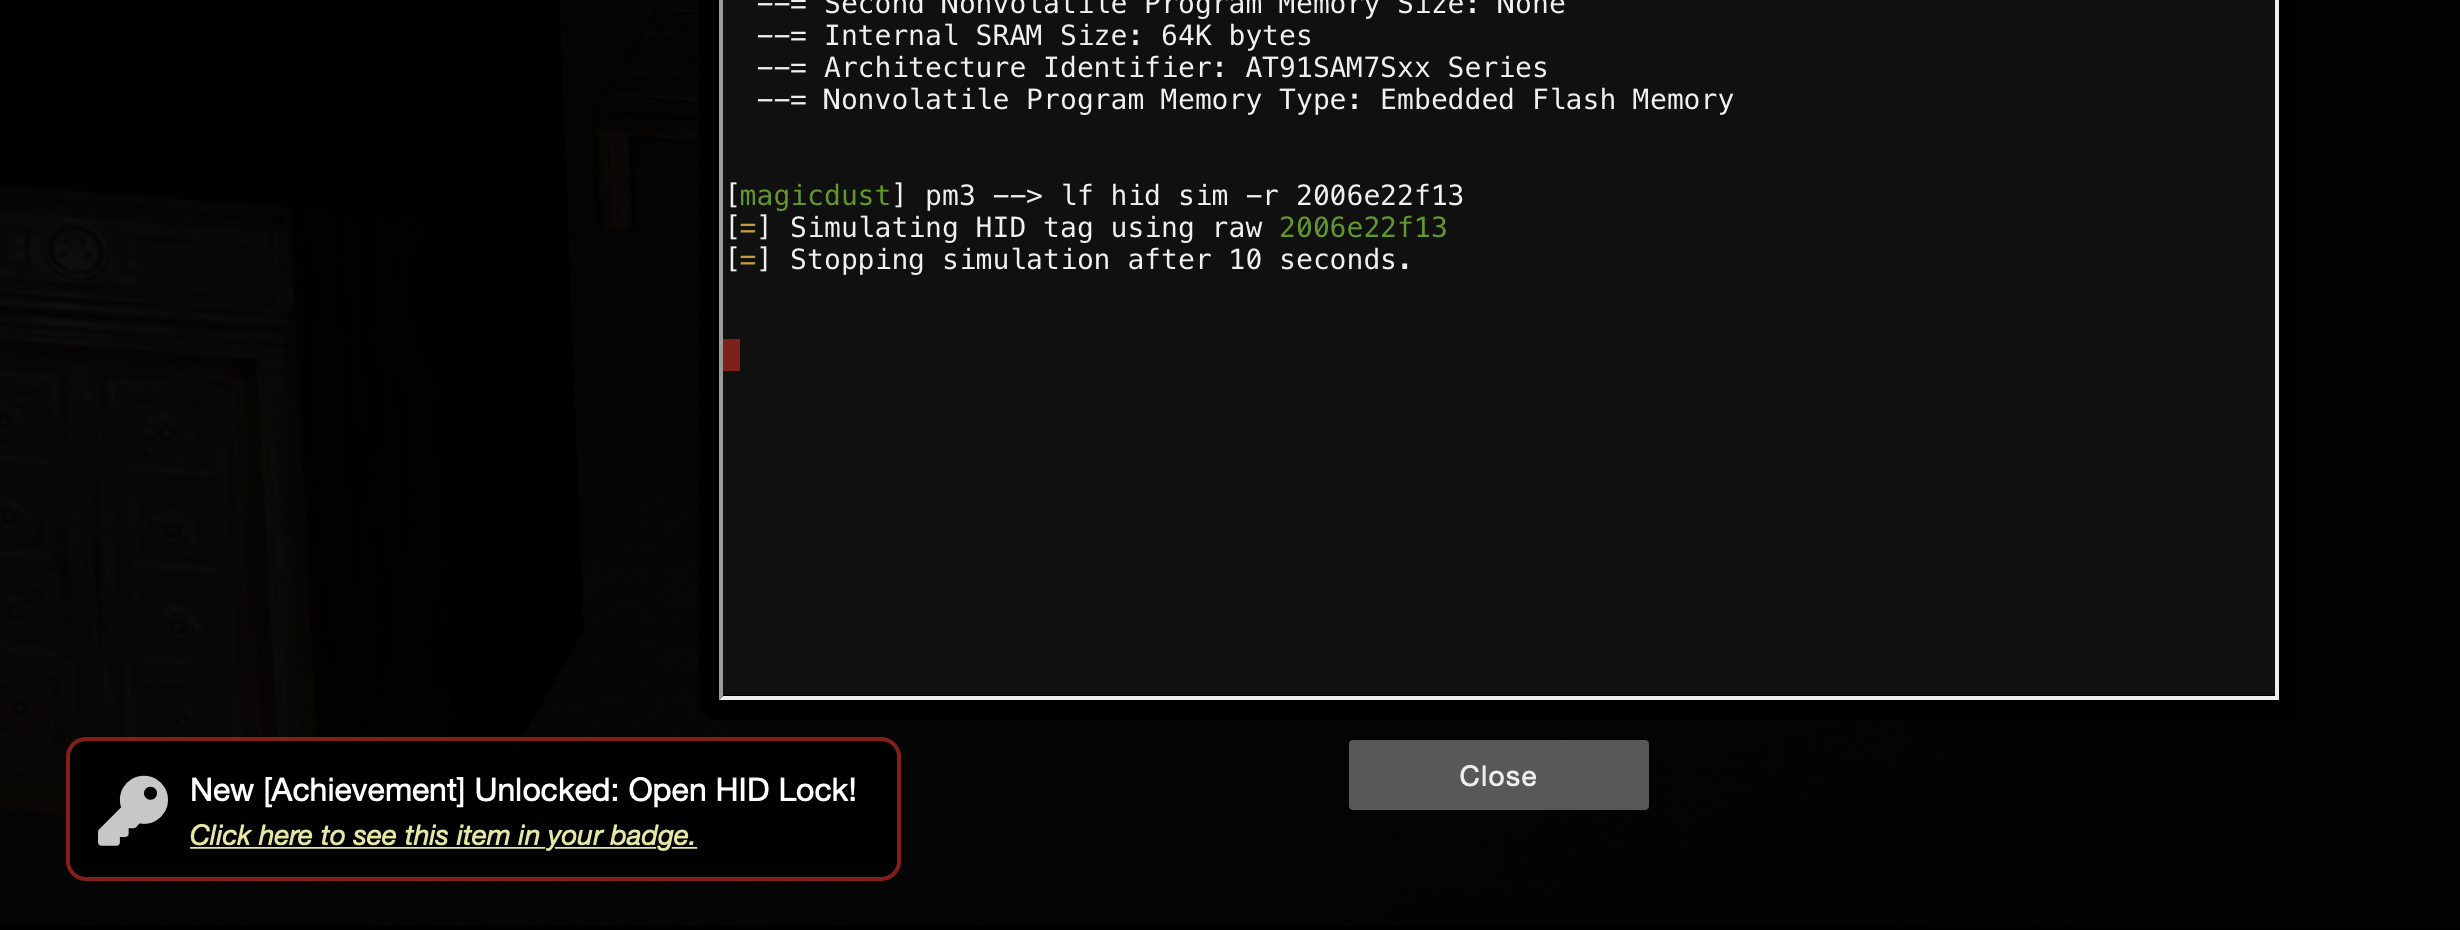 --= Second Nonvolatile Program Memory Size: None
--= Internal SRAM Size: 64K bytes
--= Architecture Identifier: AT91SAM7Sxx Series
--= Nonvolatile Program Memory Type: Embedded Flash Memory
[magicdust] pm3 --> lf hid sim -r 2006e22f13
[=] Simulating HID tag using raw 2006e22f13
[=] Stopping simulation after 10 seconds.
New [Achievement] Unlocked: Open HID Lock!
Click here to see this item in your badge.
Close